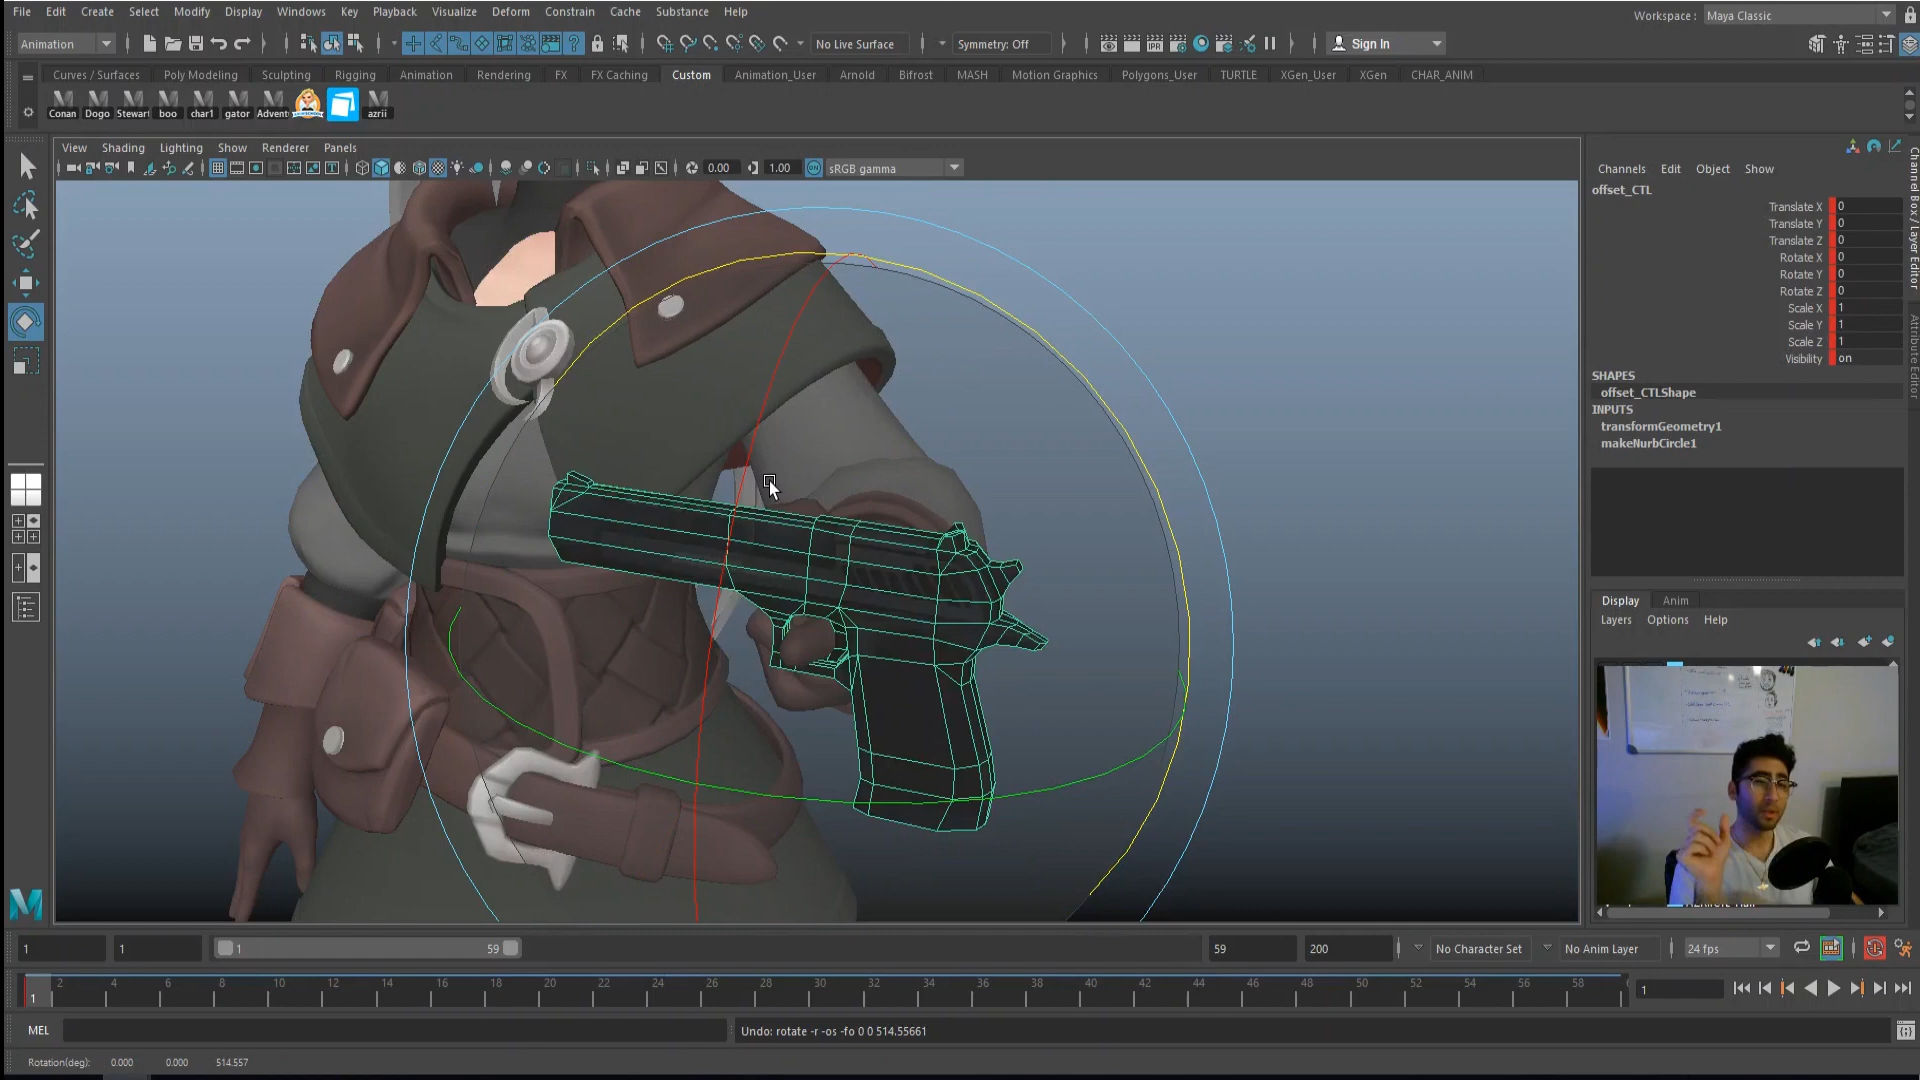 File Edit Create Select Modify Display Windows Key Playback Visualize Deform Constrain Cache Substance Help
Workspace : Maya Classic
Animation No Live Surface Symmetry: Off IPR Sign In
Curves / Surfaces Poly Modeling Sculpting Rigging Animation Rendering FX FX Caching Custom Animation_User Arnold Bifrost MASH Motion Graphics Polygons_User TURTLE XGen_User XGen CHAR_ANIM
Conan Dogo Stewar boo char1 gator Advent azrii
View Shading Lighting Show Renderer Panels
0.00 1.00 sRGB gamma
Channels Edit Object Show
offset_CTL
Translate X 0
Translate Y 0
Translate Z 0
Rotate X 0
Rotate Y 0
Rotate Z 0
Scale X 1
Scale Y 1
Scale Z 1
Visibility on
SHAPES
offset_CTLShape
INPUTS
transformGeometry1
makeNurbCircle1
Channel Box / Layer Editor
Attribute Editor
Display Anim
Layers Options Help
1 1 1 59 59 200 No Character Set No Anim Layer 24 fps
2 4 6 8 10 12 14 16 18 20 22 24 26 28 30 32 34 36 38 40 42 44 46 48 50 52 54 56 58
1 1
MEL Undo: rotate -r -os -fo 0 0 514.55661
Rotation(deg): 0.000 0.000 514.557